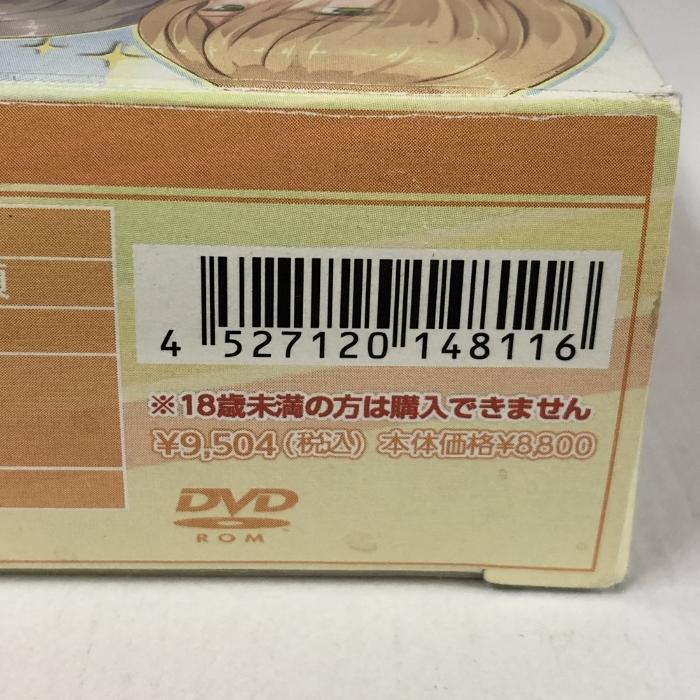 類
4 527120 148116
※18歳未満の方は購入できません
¥9,504(税込) 本体価格¥8,800
DVD
ROM